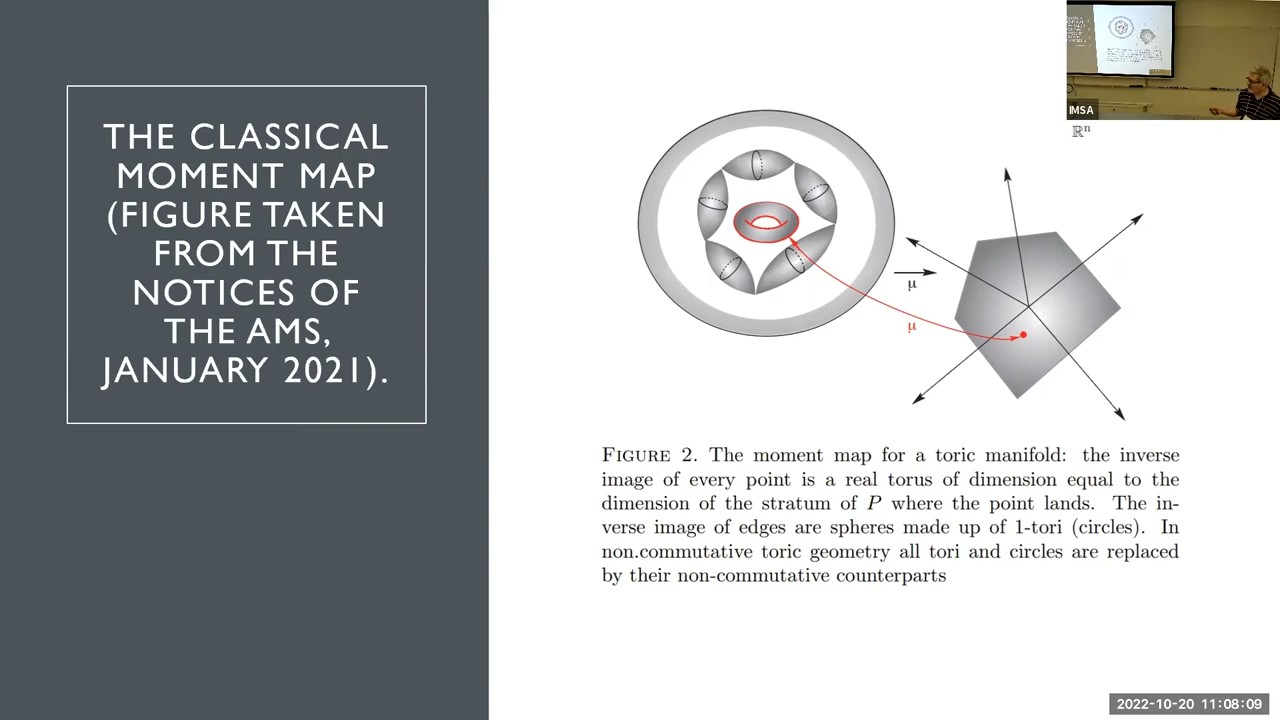 THE CLASSICAL
MOMENT MAP
(FIGURE TAKEN
FROM THE
NOTICES OF
THE AMS,
JANUARY 2021).
IMSA
ℝⁿ
μ
μ
FIGURE 2. The moment map for a toric manifold: the inverse
image of every point is a real torus of dimension equal to the
dimension of the stratum of P where the point lands. The in-
verse image of edges are spheres made up of 1-tori (circles). In
non.commutative toric geometry all tori and circles are replaced
by their non-commutative counterparts
2022-10-20 11:08:09